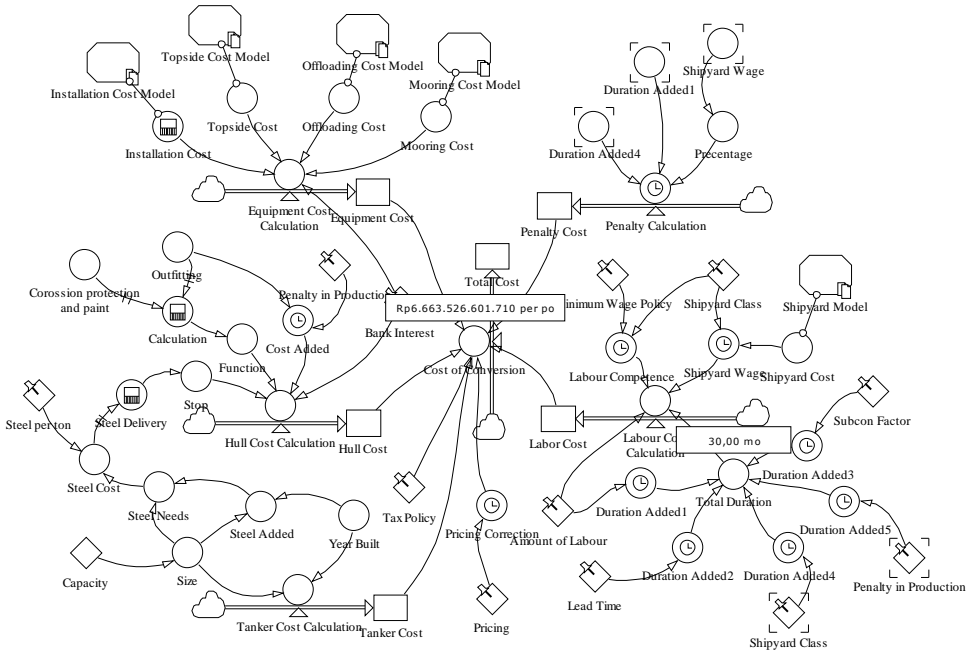 Topside Cost Model
Offloading Cost Model
Mooring Cost Model
Installation Cost Model
Topside Cost
Offloading Cost
Mooring Cost
Installation Cost
Duration Added1
Shipyard Wage
Duration Added4
Precentage
Equipment Cost
Calculation
Equipment Cost
Penalty Cost
Penalty Calculation
Outfitting
Corossion protection
and paint
Penalty in Production
Total Cost
Rp6.663.526.601.710 per po
inimum Wage Policy
Shipyard Class
Shipyard Model
Calculation
Cost Added
Bank Interest
Function
Cost of Conversion
Labour Competence
Shipyard Wage
Shipyard Cost
Steel per ton
Steel Delivery
Stop
Hull Cost Calculation
Hull Cost
Labor Cost
Labour Co
Calculation
30,00 mo
Subcon Factor
Steel Cost
Duration Added3
Total Duration
Steel Needs
Steel Added
Year Built
Tax Policy
Pricing Correction
Amount of Labour
Duration Added1
Duration Added5
Capacity
Size
Duration Added2
Duration Added4
Penalty in Production
Lead Time
Tanker Cost Calculation
Tanker Cost
Pricing
Shipyard Class